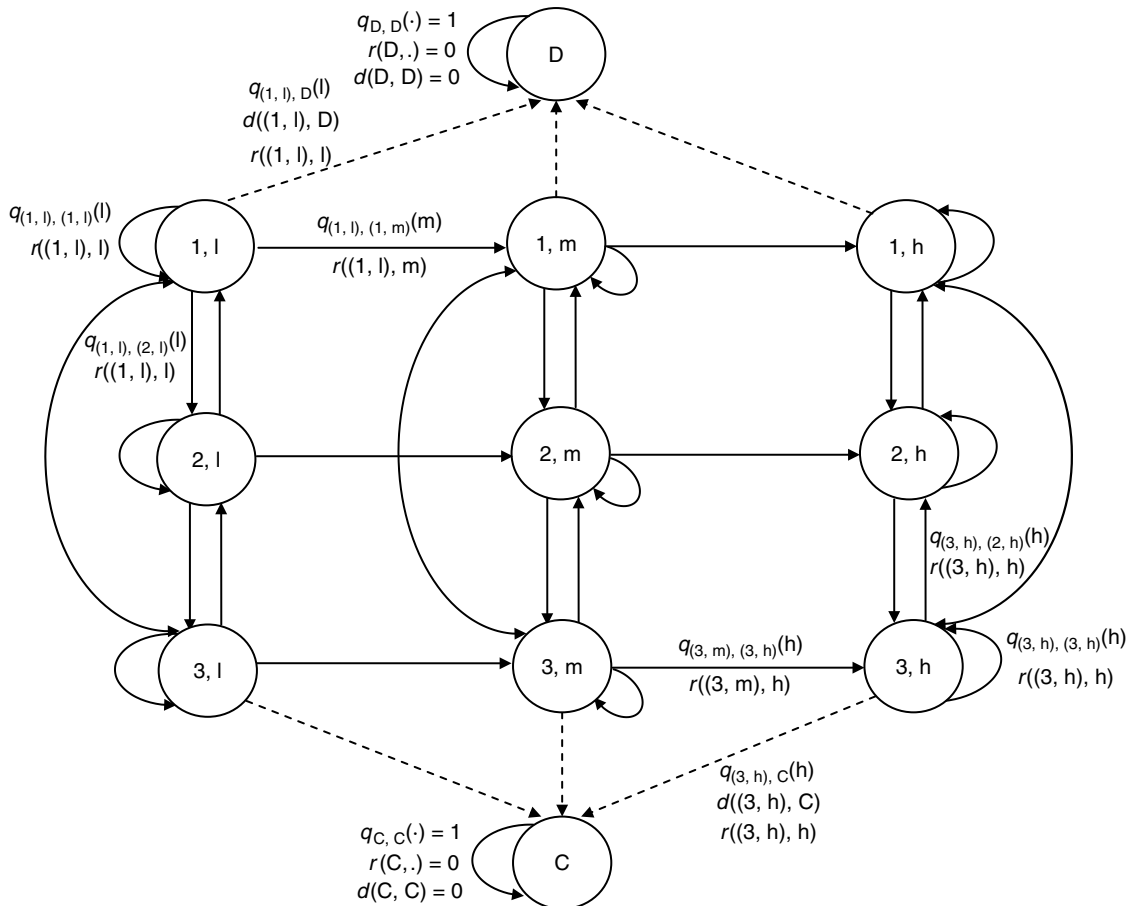 q_{D, D}(·) = 1
r(D,.) = 0
d(D, D) = 0
D
q_{(1, l), D}(l)
d((1, l), D)
r((1, l), l)
q_{(1, l), (1, l)}(l)
r((1, l), l)
1, l
q_{(1, l), (1, m)}(m)
r((1, l), m)
1, m
1, h
q_{(1, l), (2, l)}(l)
r((1, l), l)
2, l
2, m
2, h
q_{(3, h), (2, h)}(h)
r((3, h), h)
3, l
3, m
q_{(3, m), (3, h)}(h)
r((3, m), h)
3, h
q_{(3, h), (3, h)}(h)
r((3, h), h)
q_{(3, h), C}(h)
d((3, h), C)
r((3, h), h)
q_{C, C}(·) = 1
r(C,.) = 0
d(C, C) = 0
C